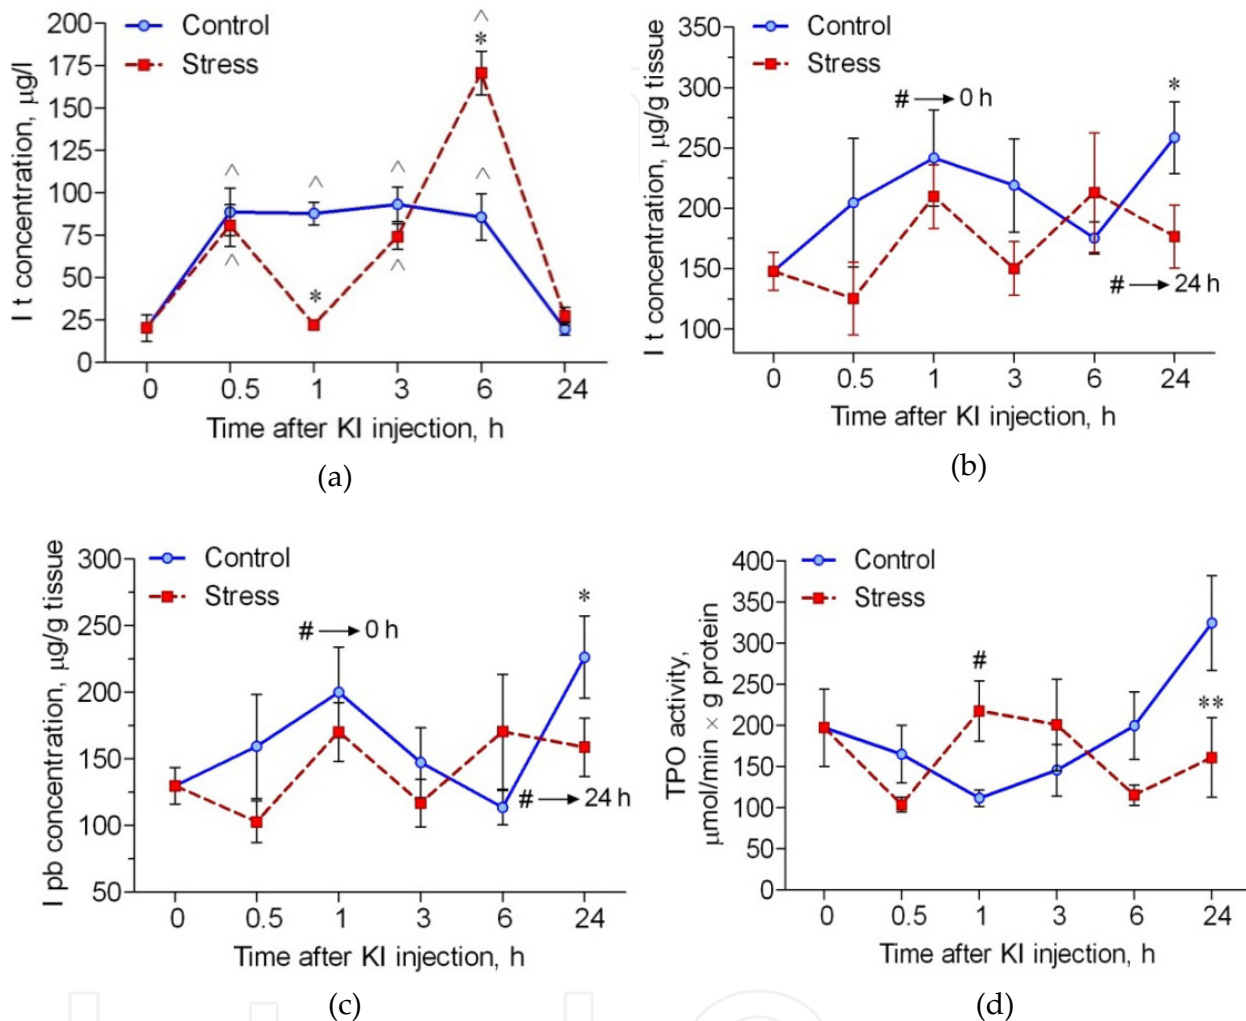 Control
Stress
200
175
150
125
100
75
50
25
0
I t concentration, µg/l
^
*
^
^
^
^
^
^
*
0 0.5 1 3 6 24
Time after KI injection, h
(a)
Control
Stress
350
300
250
200
150
100
I t concentration, µg/g tissue
# → 0 h
*
# → 24 h
0 0.5 1 3 6 24
Time after KI injection, h
(b)
Control
Stress
300
250
200
150
100
50
I pb concentration, µg/g tissue
# → 0 h
*
# → 24 h
0 0.5 1 3 6 24
Time after KI injection, h
(c)
Control
Stress
400
350
300
250
200
150
100
50
0
TPO activity,
µmol/min × g protein
#
**
0 0.5 1 3 6 24
Time after KI injection, h
(d)